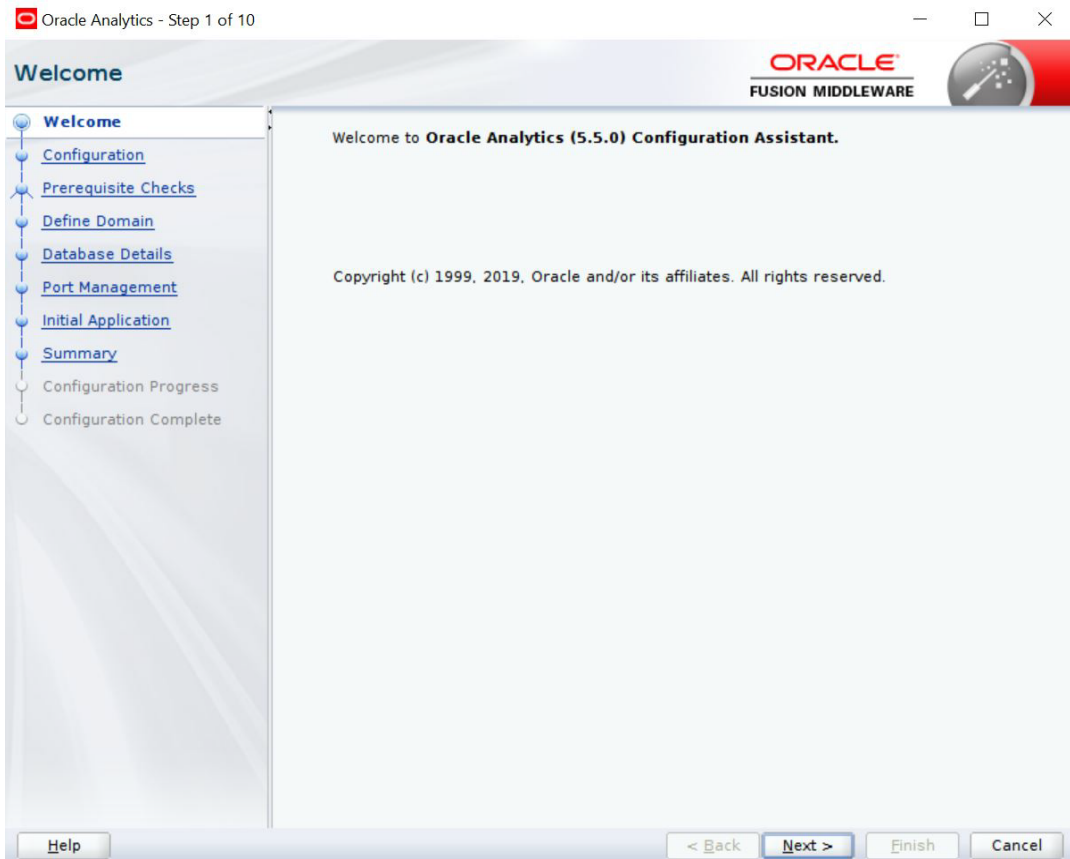 Oracle Analytics - Step 1 of 10
Welcome
ORACLE®
FUSION MIDDLEWARE
Welcome
Configuration
Prerequisite Checks
Define Domain
Database Details
Port Management
Initial Application
Summary
Configuration Progress
Configuration Complete
Welcome to Oracle Analytics (5.5.0) Configuration Assistant.
Copyright (c) 1999, 2019, Oracle and/or its affiliates. All rights reserved.
Help
< Back
Next >
Finish
Cancel